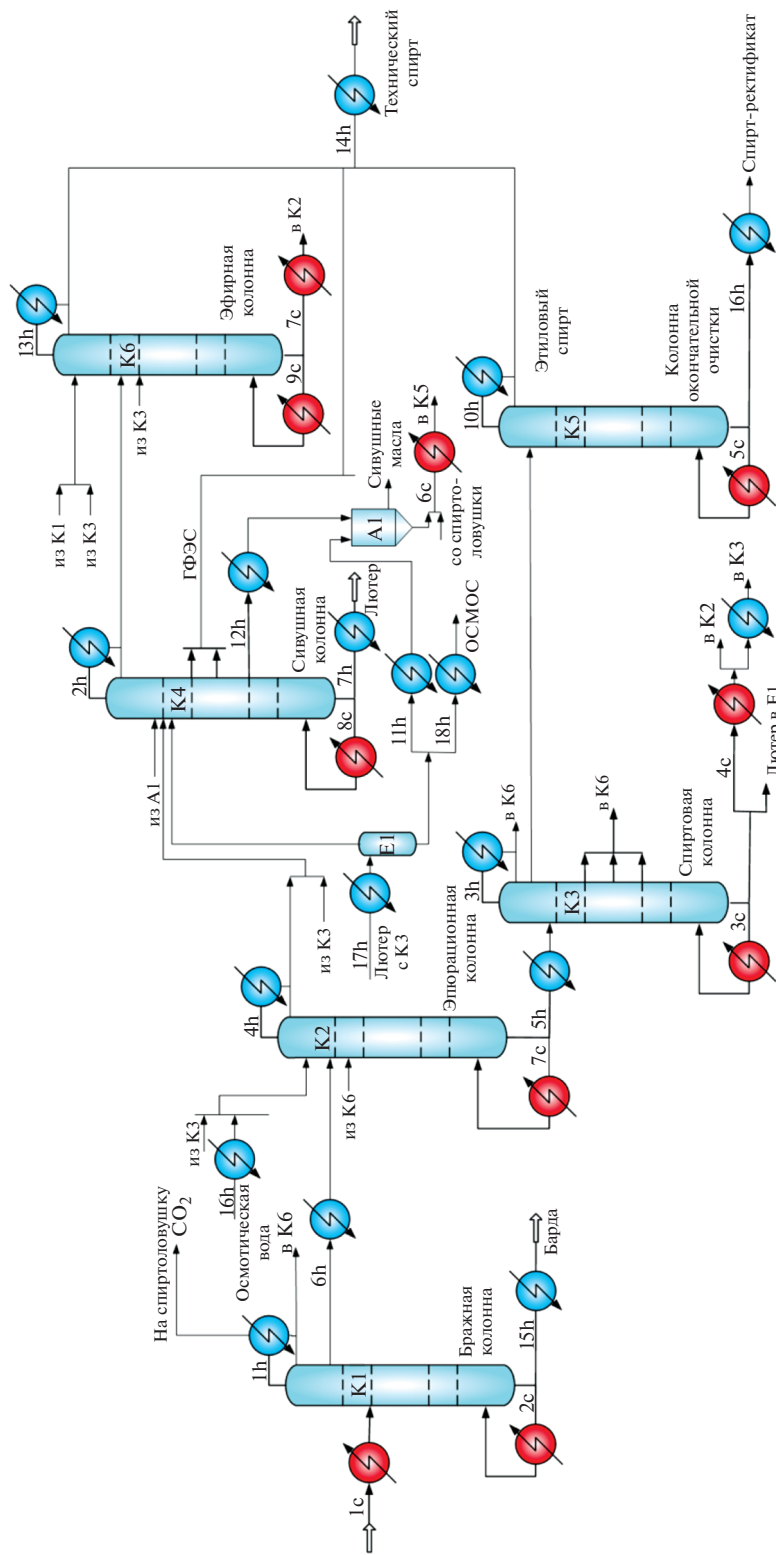 На спиртоловушку
CO₂
1h
1c
К1
в К6
6h
Бражная
колонна
2c
15h
Барда
из К3
16h
Осмотическая
вода
4h
К2
из К6
Эпюрационная
колонна
7c
5h
из К3
17h
Лютер
с К3
Е1
из А1
2h
К4
ГФЭС
12h
Сивушная
колонна
8c
7h
Лютер
11h
18h
ОСМОС
А1
Сивушные
масла
6c
в К5
со спирто-
ловушки
3h
в К6
К3
в К6
Спиртовая
колонна
3c
4c
Лютер в Е1
в К2
в К3
из К1
из К3
13h
К6
из К3
Эфирная
колонна
9c
7c
в К2
14h
Технический
спирт
10h
Этиловый
спирт
К5
Колонна
окончательной
очистки
5c
16h
Спирт-ректификат